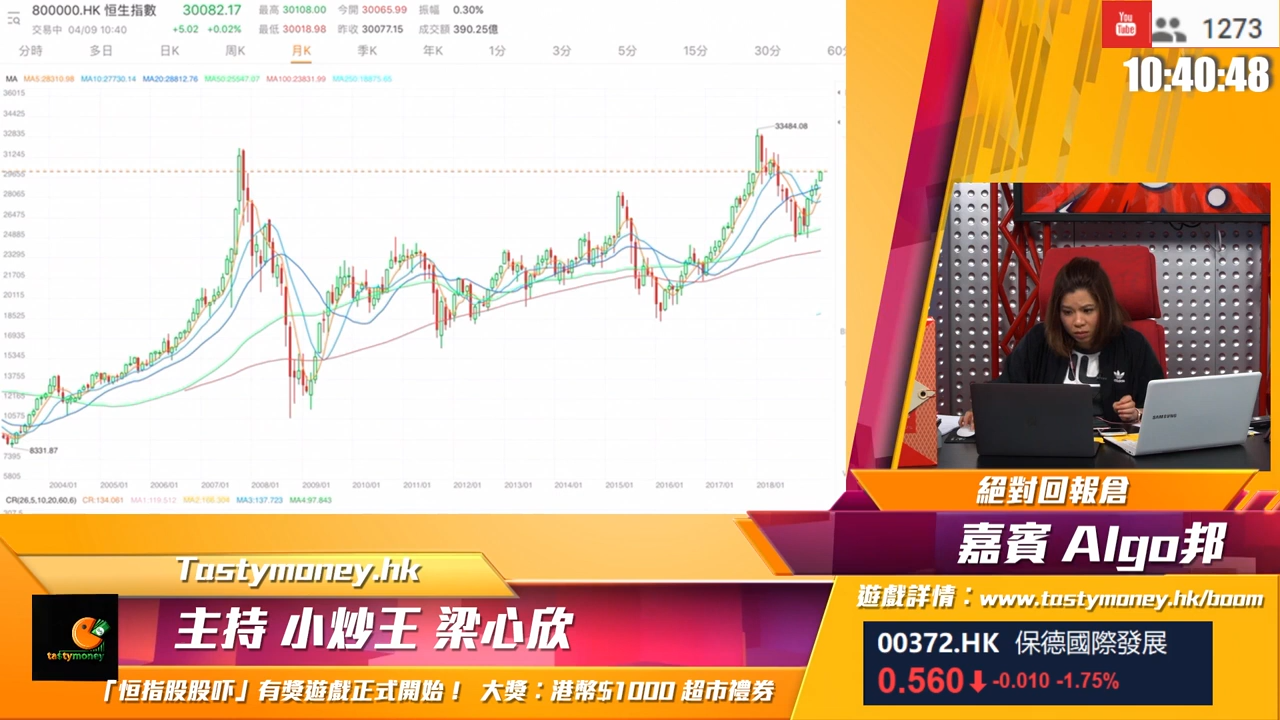 800000.HK 恒生指數
30082.17
最高 30108.00 今開 30065.99 振幅 0.30%
交易中 04/09 10:40
+5.02 +0.02%
最低 30018.98 昨收 30077.15 成交額 390.25億
分時 多日 日K 周K 月K 季K 年K 1分 3分 5分 15分 30分 60分
MA MA5:28310.98 MA10:27730.14 MA20:28812.76 MA50:25547.07 MA100:23831.99 MA250:18875.65
36015
34425
32835
31245
29655
28065
26475
24885
23295
21705
20115
18525
16935
15345
13755
12165
10575
7395
5805
33484.08
8331.87
2004/01 2005/01 2006/01 2007/01 2008/01 2009/01 2010/01 2011/01 2012/01 2013/01 2014/01 2015/01 2016/01 2017/01 2018/01
CR(26,5,10,20,60,6) CR:134.061 MA1:119.512 MA2:166.304 MA3:137.723 MA4:97.843
You Tube
1273
10:40:48
SAMSUNG
adidas
絕對回報倉
嘉賓 Algo邦
Tastymoney.hk
主持 小炒王 梁心欣
tastymoney
「恒指股股吓」有獎遊戲正式開始！ 大獎：港幣$1000 超市禮券
遊戲詳情：www.tastymoney.hk/boom
00372.HK 保德國際發展
0.560 -0.010 -1.75%